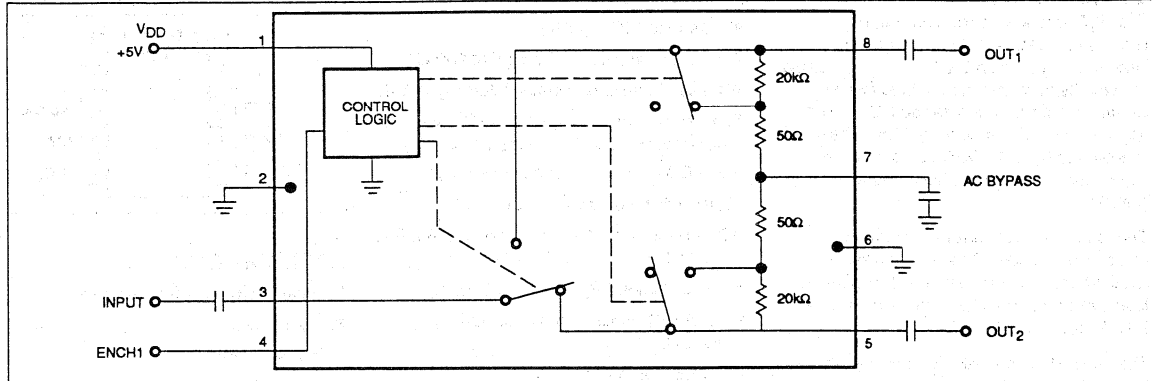 V_DD
+5V
1
8
OUT₁
20kΩ
CONTROL
LOGIC
50Ω
7
2
AC BYPASS
50Ω
6
INPUT
3
20kΩ
ENCH1
4
5
OUT₂